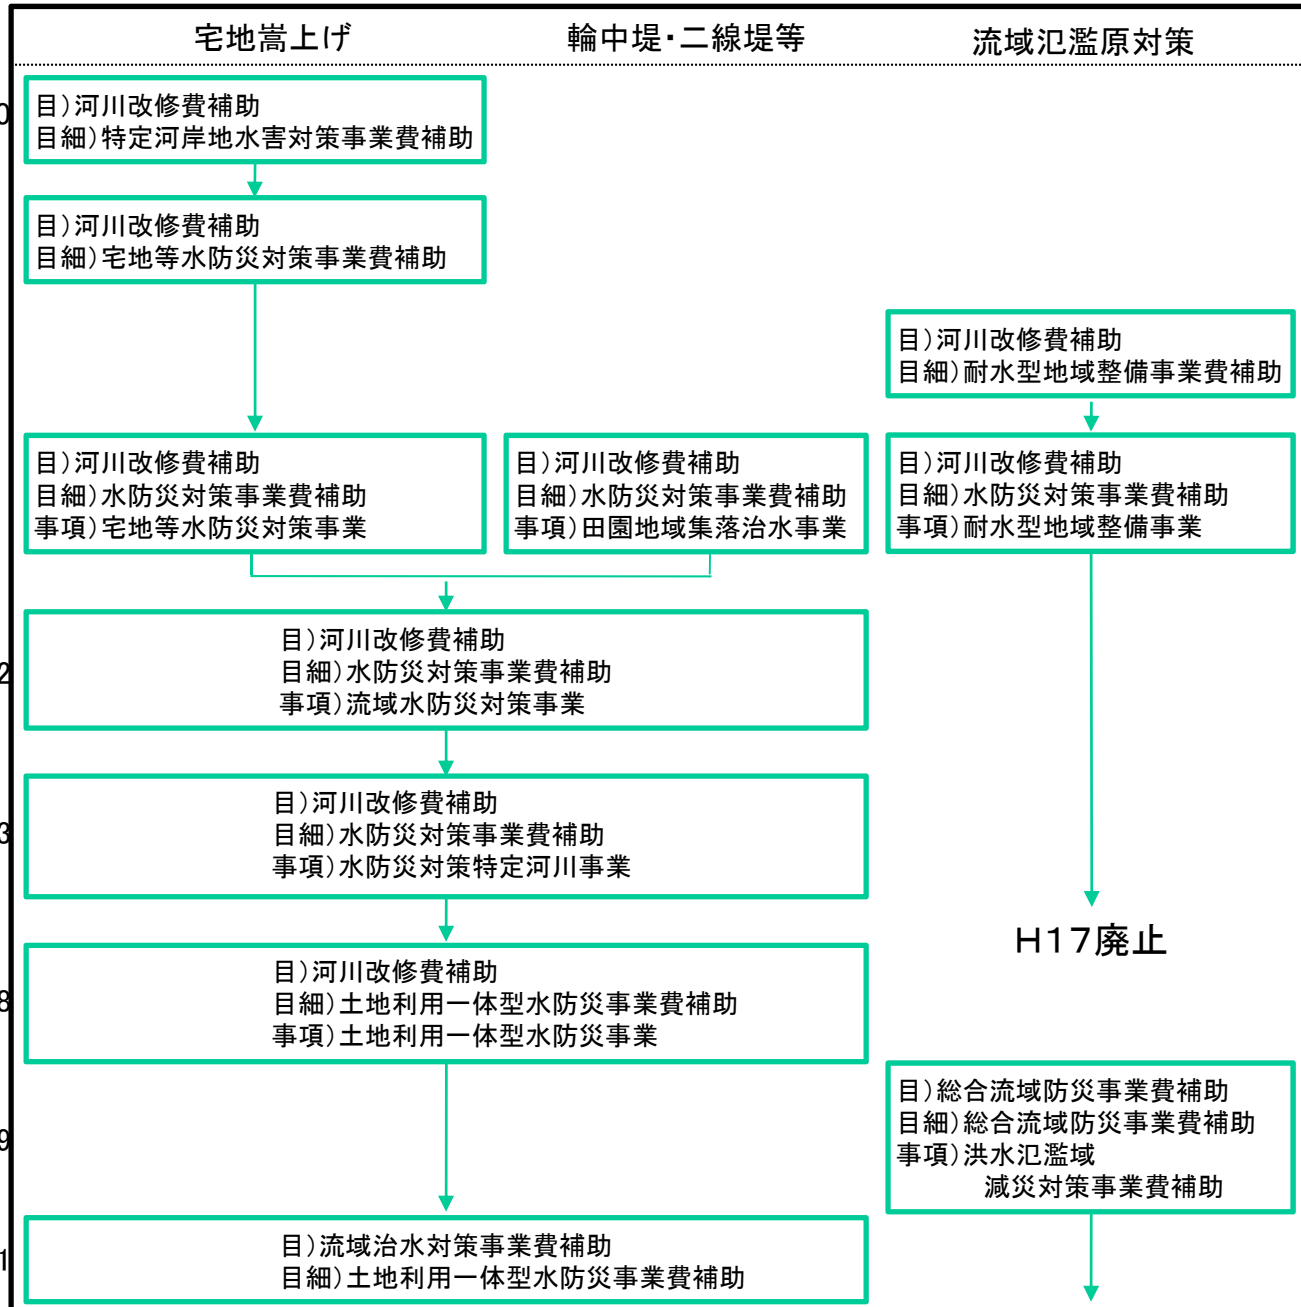 宅地嵩上げ
輪中堤・二線堤等
流域氾濫原対策
0
目)河川改修費補助
目細)特定河岸地水害対策事業費補助
目)河川改修費補助
目細)宅地等水防災対策事業費補助
目)河川改修費補助
目細)耐水型地域整備事業費補助
目)河川改修費補助
目細)水防災対策事業費補助
事項)宅地等水防災対策事業
目)河川改修費補助
目細)水防災対策事業費補助
事項)田園地域集落治水事業
目)河川改修費補助
目細)水防災対策事業費補助
事項)耐水型地域整備事業
2
目)河川改修費補助
目細)水防災対策事業費補助
事項)流域水防災対策事業
3
目)河川改修費補助
目細)水防災対策事業費補助
事項)水防災対策特定河川事業
H17廃止
8
目)河川改修費補助
目細)土地利用一体型水防災事業費補助
事項)土地利用一体型水防災事業
9
目)総合流域防災事業費補助
目細)総合流域防災事業費補助
事項)洪水氾濫域
減災対策事業費補助
1
目)流域治水対策事業費補助
目細)土地利用一体型水防災事業費補助